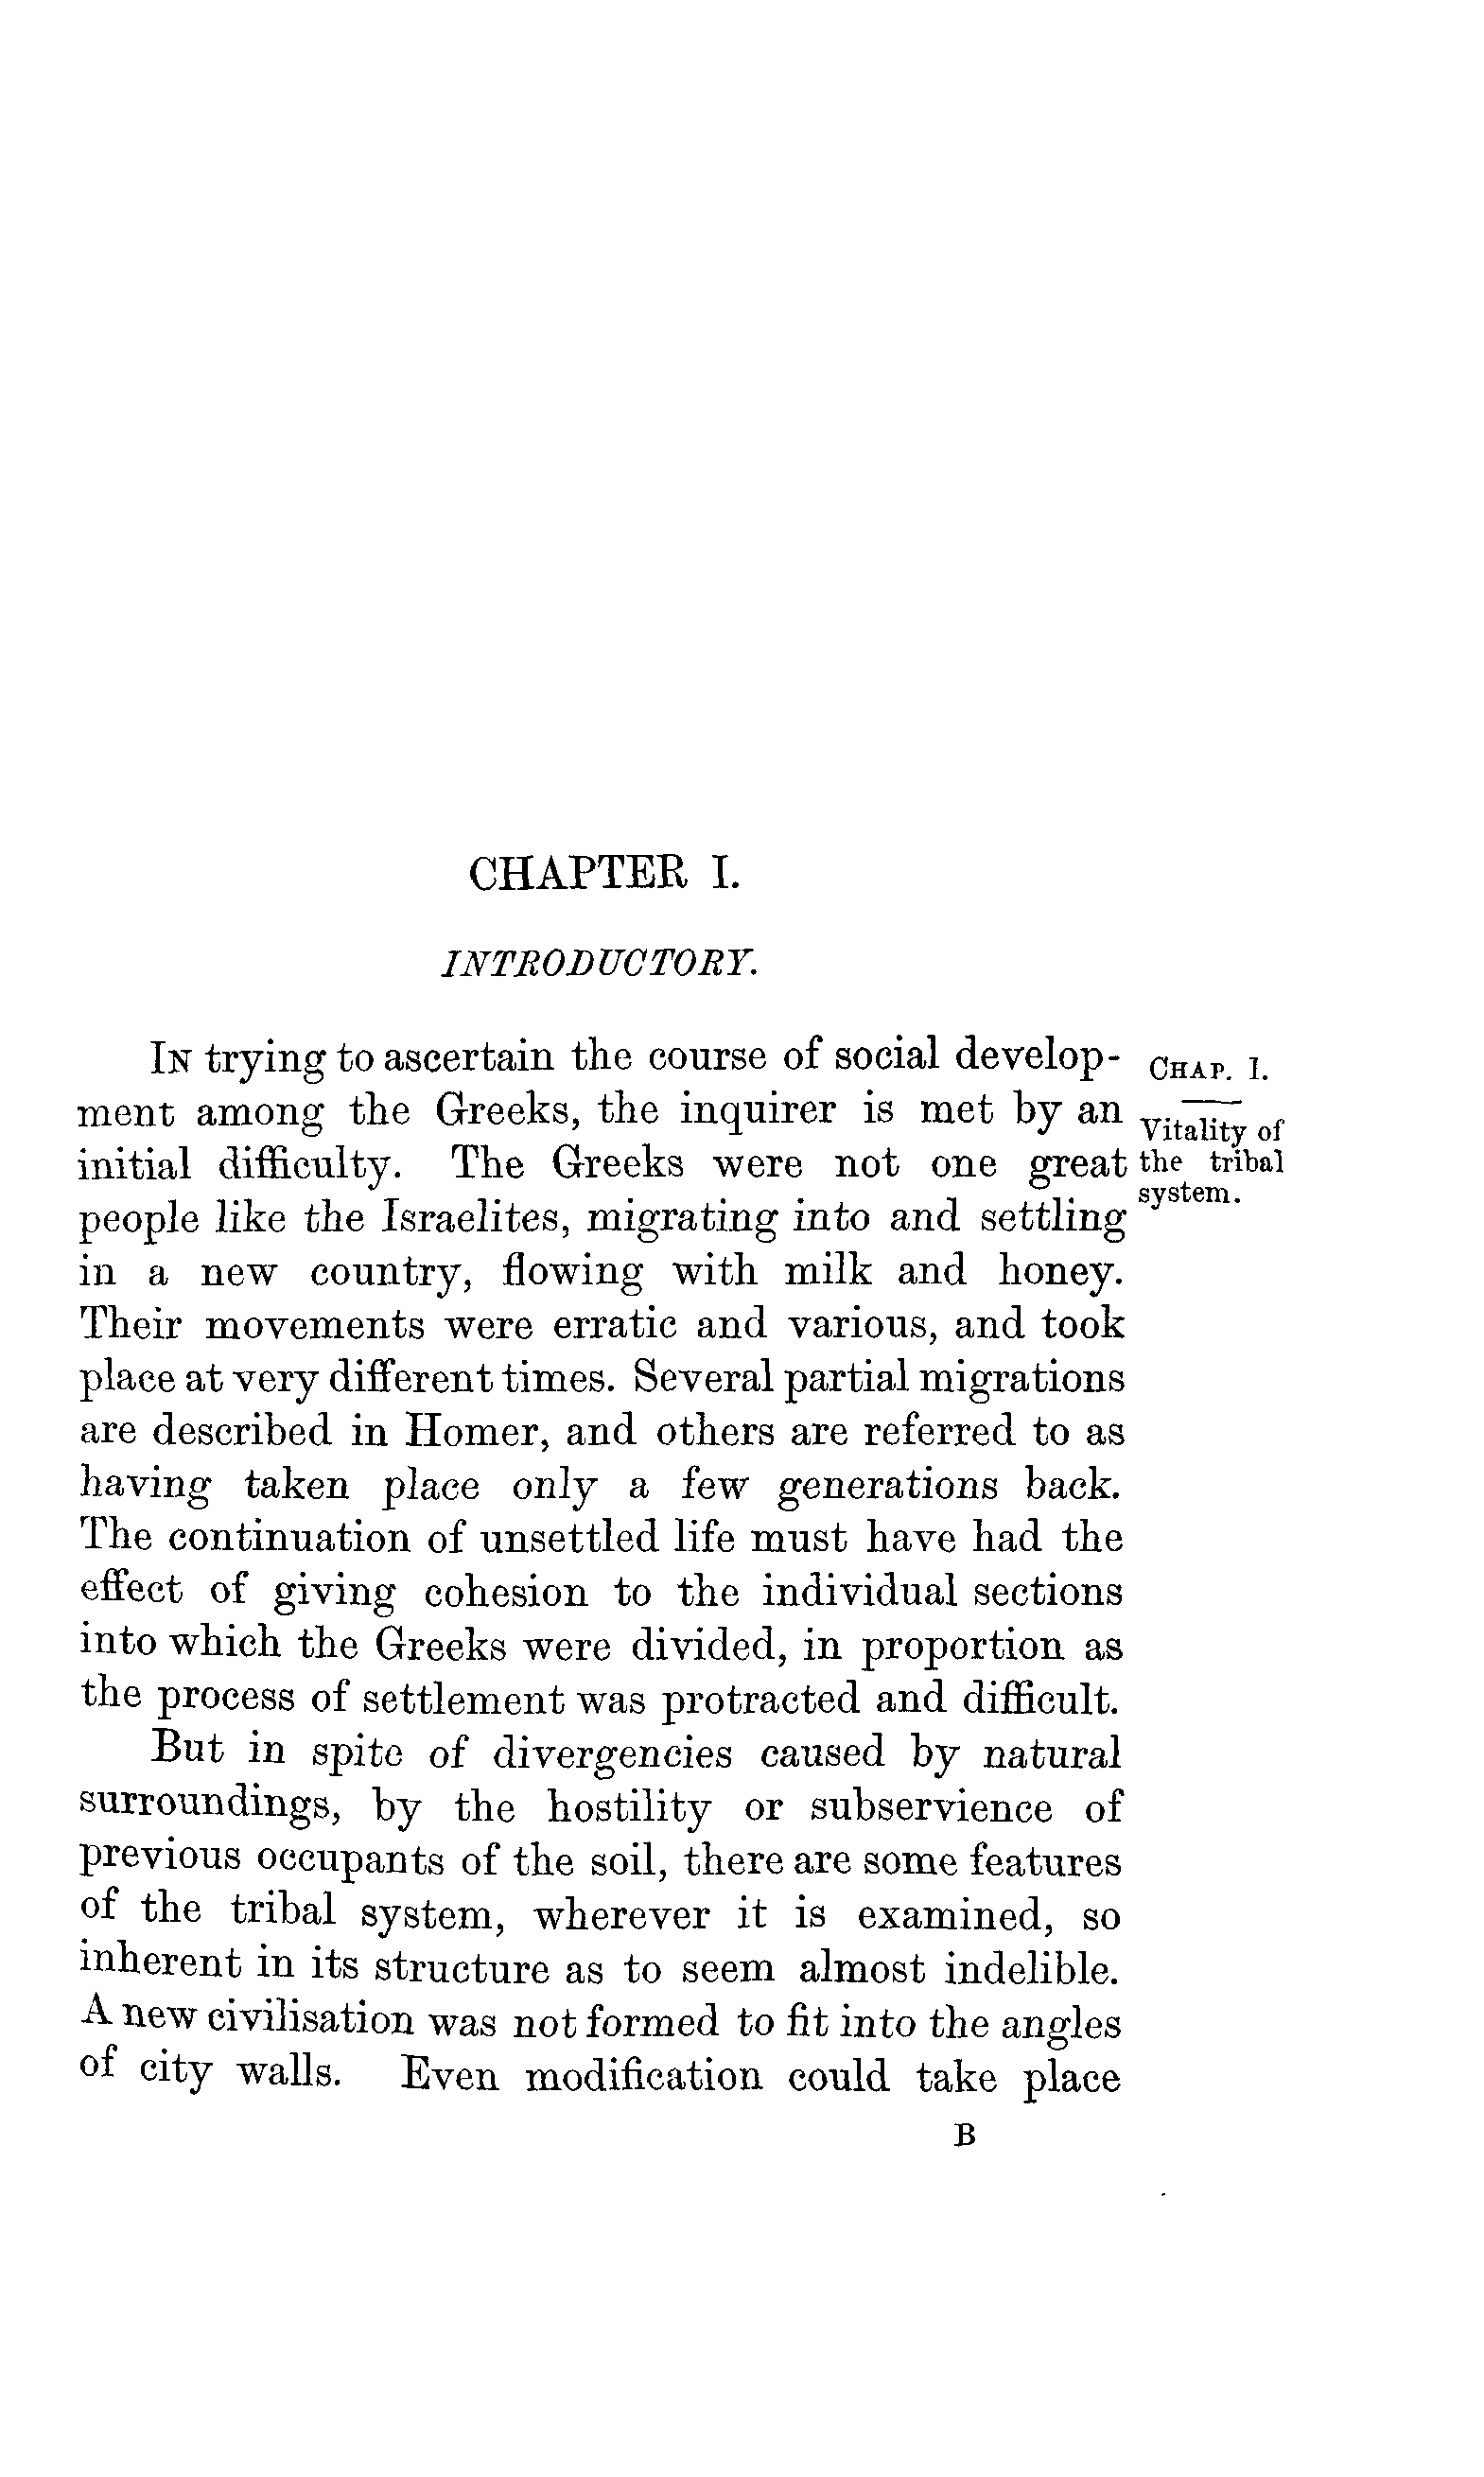 CHAPTER I.
INTRODUCTORY.
IN trying to ascertain the course of social develop-
ment among the Greeks, the inquirer is met by an
initial difficulty. The Greeks were not one great
people like the Israelites, migrating into and settling
in a new country, flowing with milk and honey.
Their movements were erratic and various, and took
place at very different times. Several partial migrations
are described in Homer, and others are referred to as
having taken place only a few generations back.
The continuation of unsettled life must have had the
effect of giving cohesion to the individual sections
into which the Greeks were divided, in proportion as
the process of settlement was protracted and difficult.
But in spite of divergencies caused by natural
surroundings, by the hostility or subservience of
previous occupants of the soil, there are some features
of the tribal system, wherever it is examined, so
inherent in its structure as to seem almost indelible.
A new civilisation was not formed to fit into the angles
of city walls. Even modification could take place
B
CHAP. I.
Vitality of
the tribal
system.